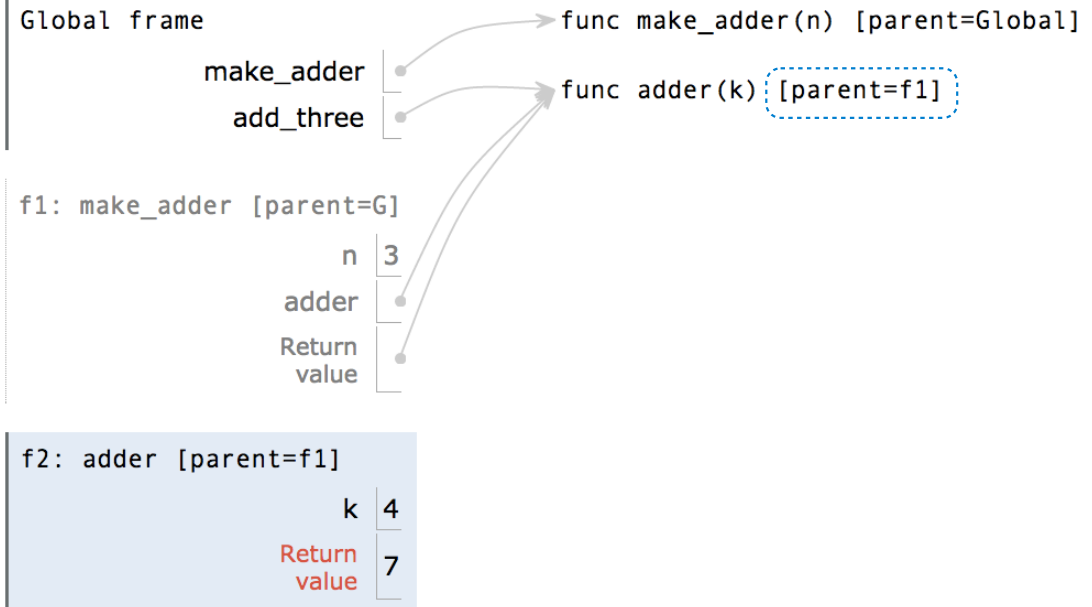 Global frame
func make_adder(n) [parent=Global]
make_adder
func adder(k) [parent=f1]
add_three
f1: make_adder [parent=G]
n 3
adder
Return
value
f2: adder [parent=f1]
k 4
Return
value 7